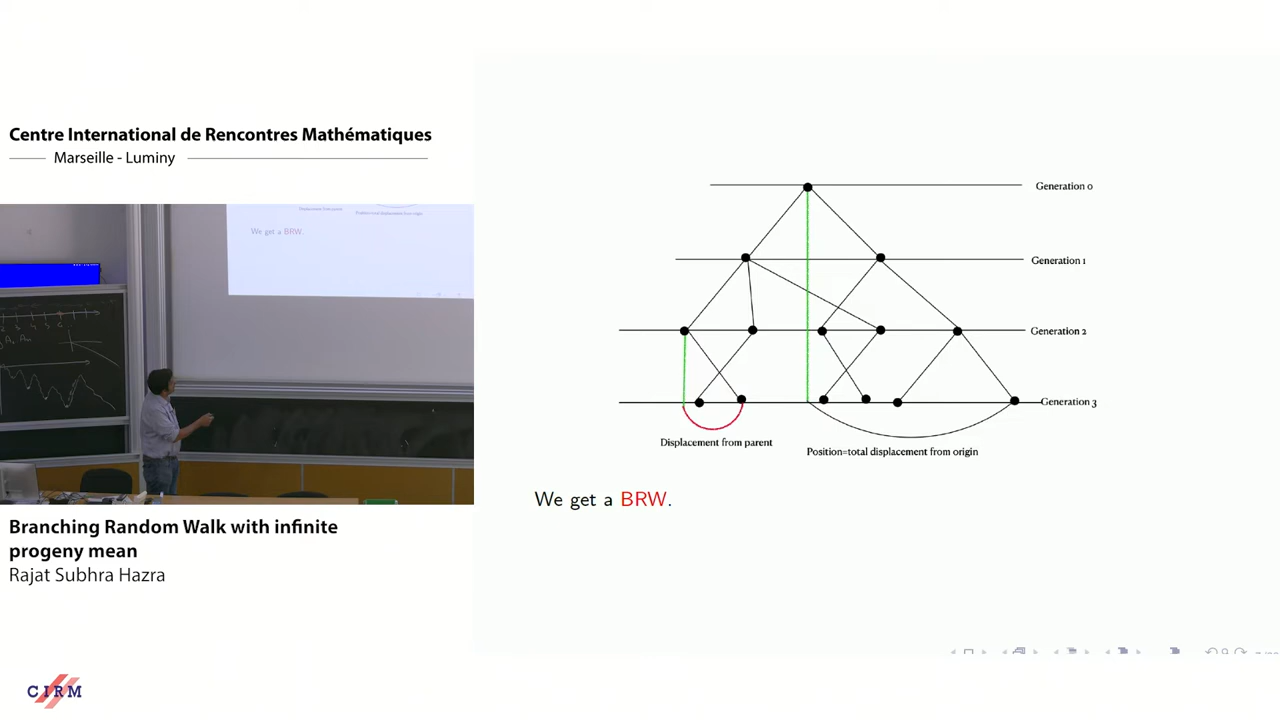 Centre International de Rencontres Mathématiques
Marseille - Luminy
We get a BRW.
Branching Random Walk with infinite
progeny mean
Rajat Subhra Hazra
CIRM
Generation 0
Generation 1
Generation 2
Generation 3
Displacement from parent
Position=total displacement from origin
We get a BRW.